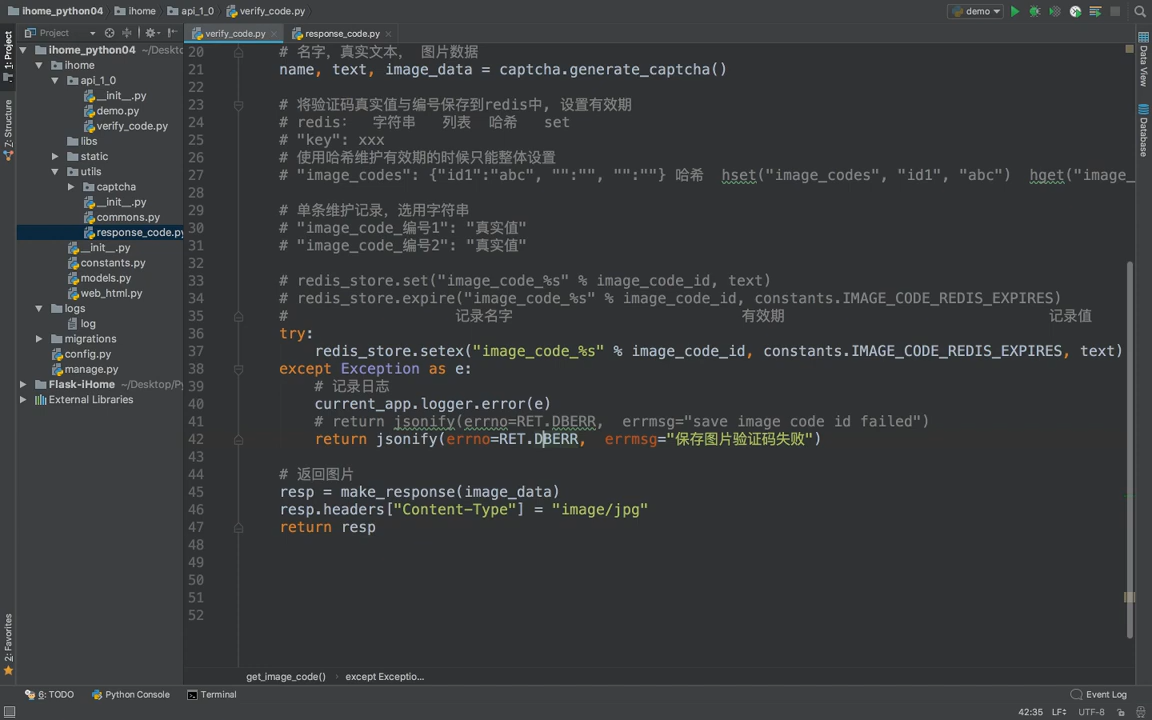 ihome_python04 ihome api_1_0 verify_code.py demo
Project verify_code.py response_code.py
1: Project
Z: Structure
2: Favorites
Data View
Database
ihome_python04 ~/Deskto
ihome
api_1_0
__init__.py
demo.py
verify_code.py
libs
static
utils
captcha
__init__.py
commons.py
response_code.py
__init__.py
constants.py
models.py
web_html.py
logs
log
migrations
config.py
manage.py
Flask-iHome ~/Desktop/Py
External Libraries
20 # 名字，真实文本， 图片数据
21 name, text, image_data = captcha.generate_captcha()
22
23 # 将验证码真实值与编号保存到redis中, 设置有效期
24 # redis： 字符串 列表 哈希 set
25 # "key": xxx
26 # 使用哈希维护有效期的时候只能整体设置
27 # "image_codes": {"id1":"abc", "":"", "":""} 哈希 hset("image_codes", "id1", "abc") hget("image_
28
29 # 单条维护记录，选用字符串
30 # "image_code_编号1": "真实值"
31 # "image_code_编号2": "真实值"
32
33 # redis_store.set("image_code_%s" % image_code_id, text)
34 # redis_store.expire("image_code_%s" % image_code_id, constants.IMAGE_CODE_REDIS_EXPIRES)
35 # 记录名字 有效期 记录值
36 try:
37 redis_store.setex("image_code_%s" % image_code_id, constants.IMAGE_CODE_REDIS_EXPIRES, text)
38 except Exception as e:
39 # 记录日志
40 current_app.logger.error(e)
41 # return jsonify(errno=RET.DBERR, errmsg="save image code id failed")
42 return jsonify(errno=RET.DBERR, errmsg="保存图片验证码失败")
43
44 # 返回图片
45 resp = make_response(image_data)
46 resp.headers["Content-Type"] = "image/jpg"
47 return resp
48
49
50
51
52
get_image_code() except Exceptio...
6: TODO Python Console Terminal Event Log
42:35 LF UTF-8